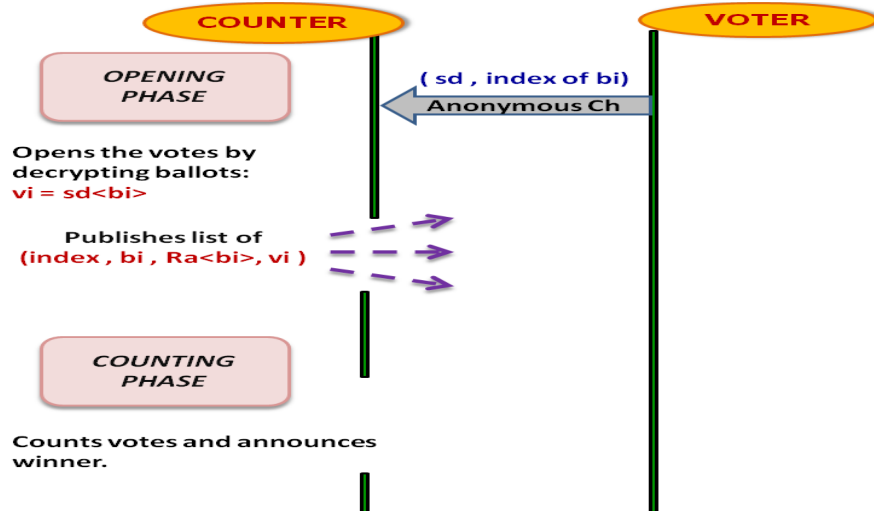 COUNTER
VOTER
OPENING
PHASE
( sd , index of bi)
Anonymous Ch
Opens the votes by
decrypting ballots:
vi = sd<bi>
Publishes list of
(index , bi , Ra<bi>, vi )
COUNTING
PHASE
Counts votes and announces
winner.